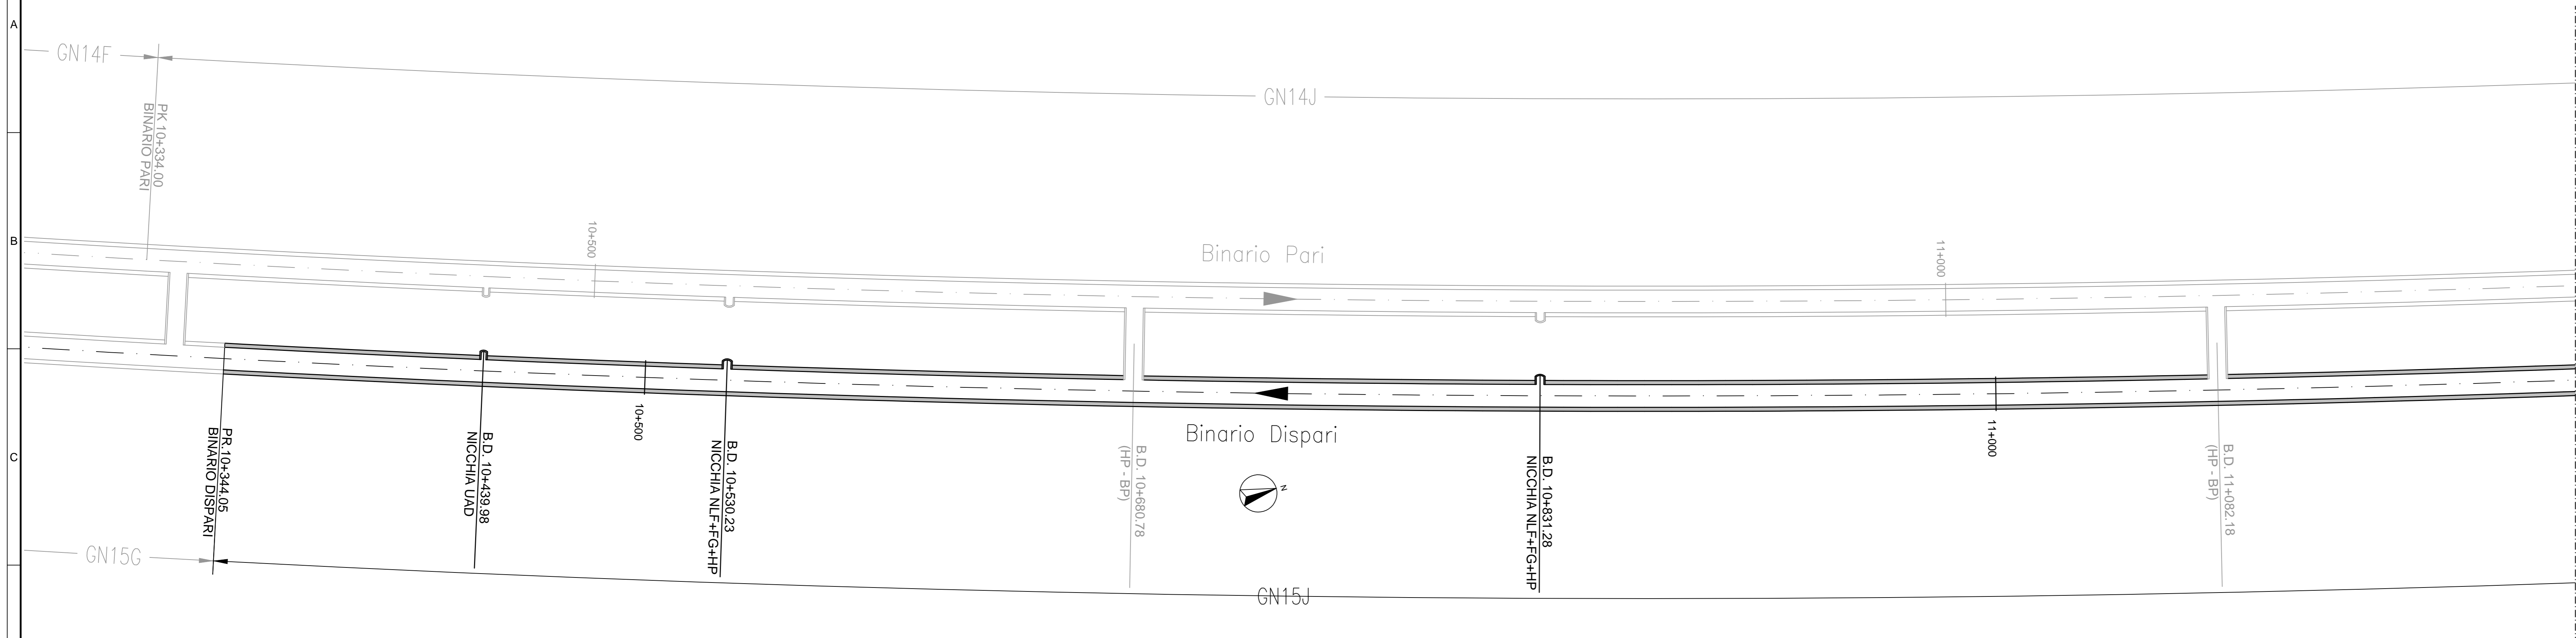 A
GN14F
GN14J
PK 10+334.00
BINARIO PARI
B
10+500
Binario Pari
11+000
PR.10+344.05
BINARIO DISPARI
B.D. 10+439.98
NICCHIA UAD
10+500
B.D. 10+530.23
NICCHIA NLF+FG+HP
B.D. 10+680.78
(HP - BP)
Binario Dispari
N
B.D. 10+831.28
NICCHIA NLF+FG+HP
11+000
B.D. 11+082.18
(HP - BP)
C
GN15G
GN15J